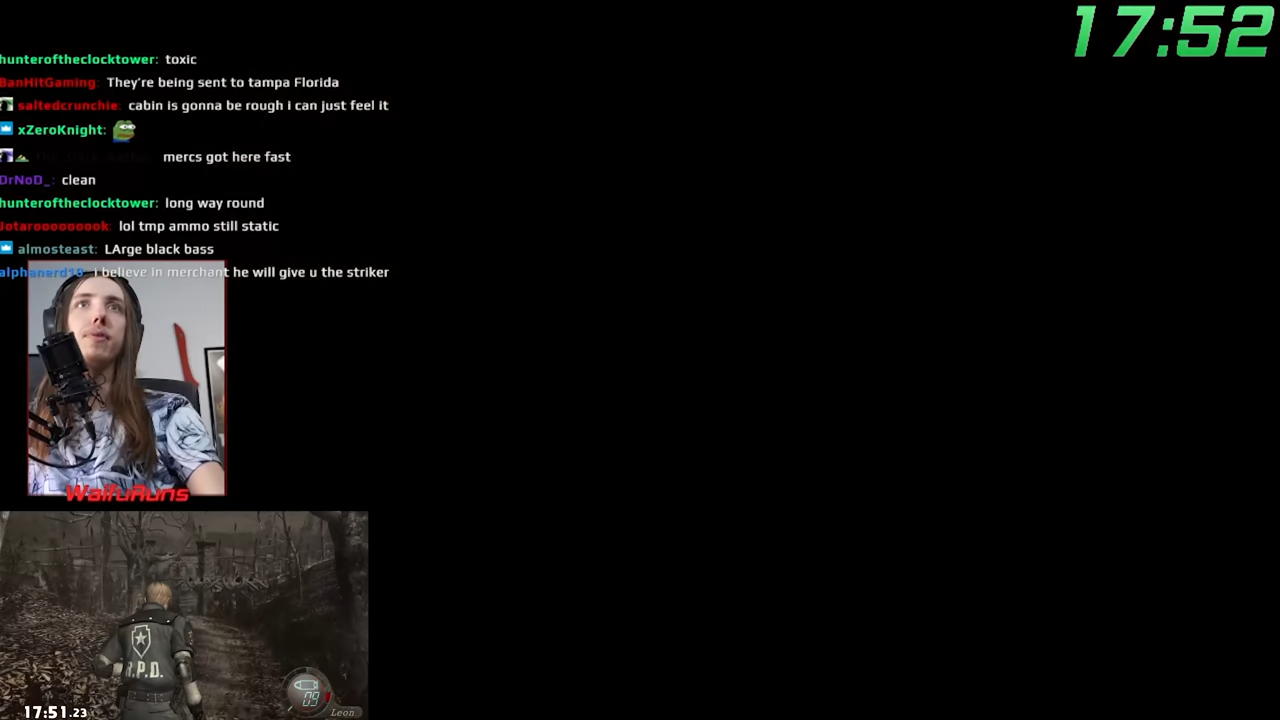 17:52
hunteroftheclocktower: toxic
BanHitGaming: They're being sent to tampa Florida
saltedcrunchie: cabin is gonna be rough i can just feel it
xZeroKnight:
mercs got here fast
DrNoD_: clean
hunteroftheclocktower: long way round
Jotarooooooook: lol tmp ammo still static
almosteast: LArge black bass
i believe in merchant he will give u the striker
WaifuRuns
R.P.D.
09
Leon
17:51.23